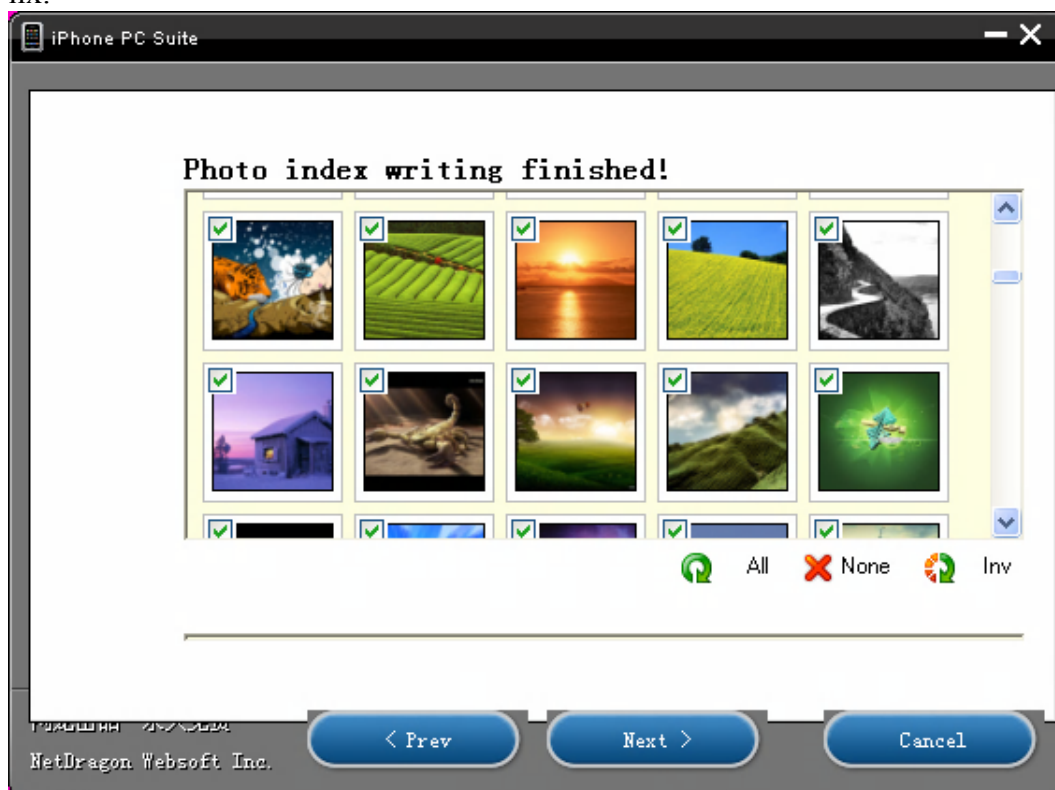 iPhone PC Suite
Photo index writing finished!
All None Inv
< Prev Next > Cancel
NetDragon Websoft Inc.